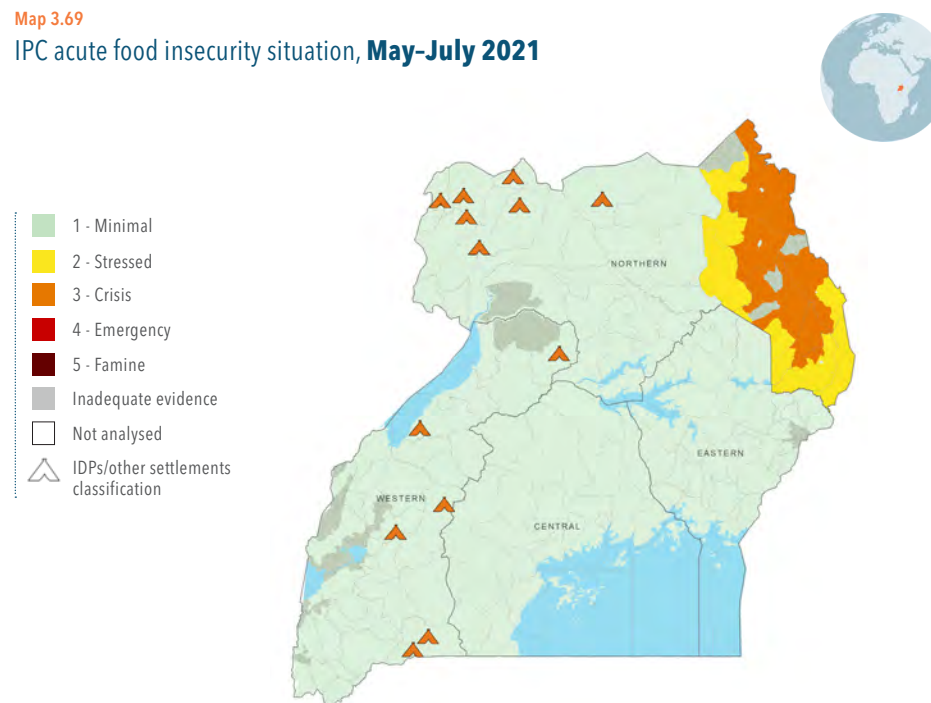 Map 3.69
IPC acute food insecurity situation, May–July 2021
1 - Minimal
2 - Stressed
3 - Crisis
4 - Emergency
5 - Famine
Inadequate evidence
Not analysed
IDPs/other settlements
classification
NORTHERN
EASTERN
WESTERN
CENTRAL